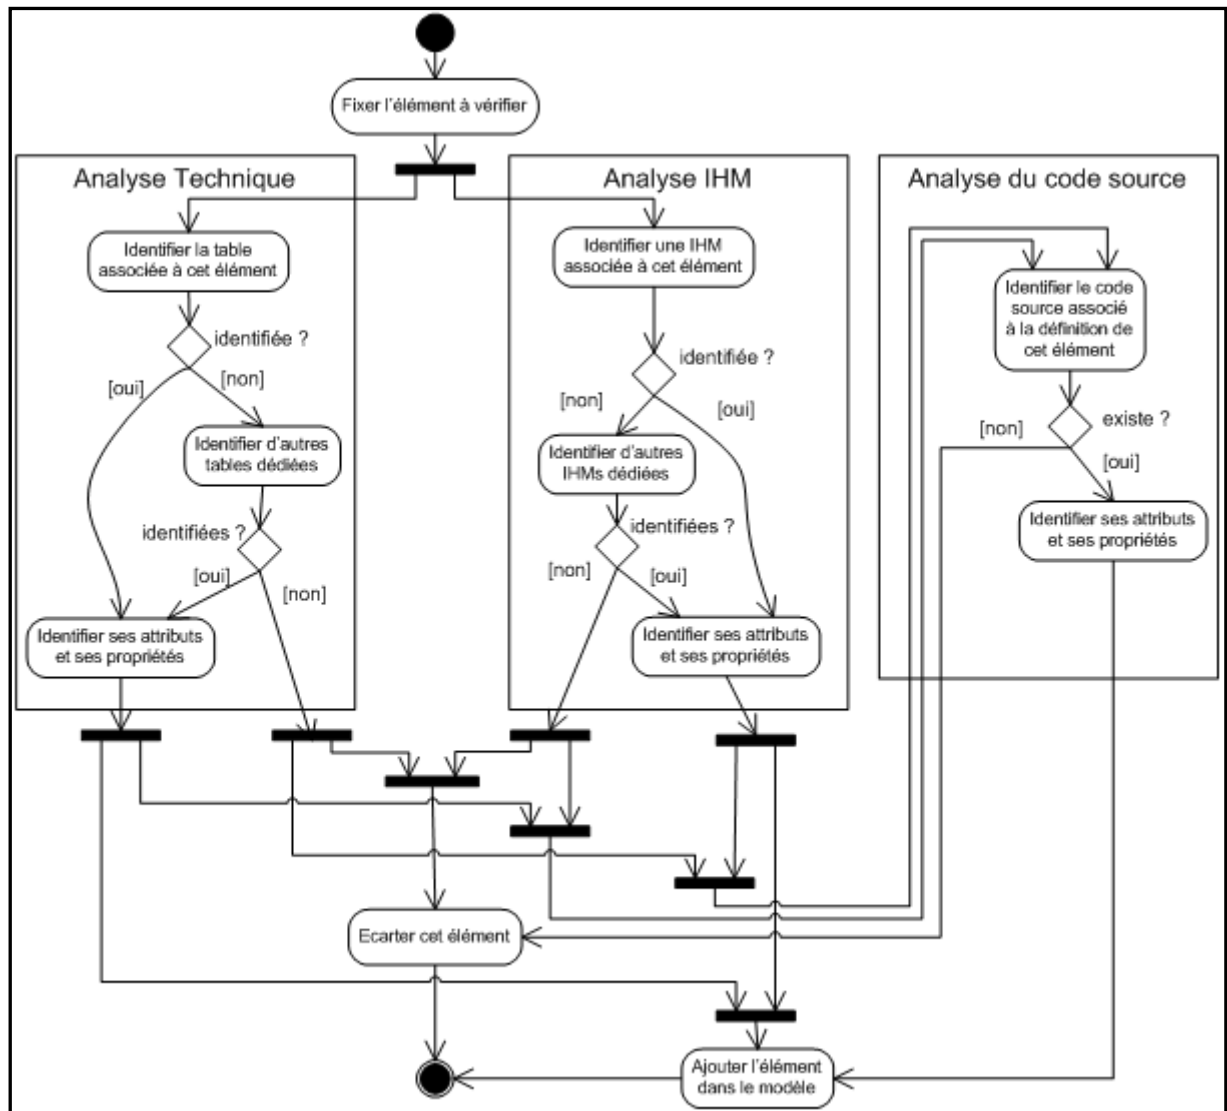 Fixer l'élément à vérifier
Analyse Technique
Identifier la table
associée à cet élément
identifiée ?
[oui]
[non]
Identifier d'autres
tables dédiées
identifiées ?
[oui]
[non]
Identifier ses attributs
et ses propriétés
Analyse IHM
Identifier une IHM
associée à cet élément
identifiée ?
[non]
[oui]
Identifier d'autres
IHMs dédiées
identifiées ?
[non]
[oui]
Identifier ses attributs
et ses propriétés
Analyse du code source
Identifier le code
source associé
à la définition de
cet élément
existe ?
[non]
[oui]
Identifier ses attributs
et ses propriétés
Ecarter cet élément
Ajouter l'élément
dans le modèle